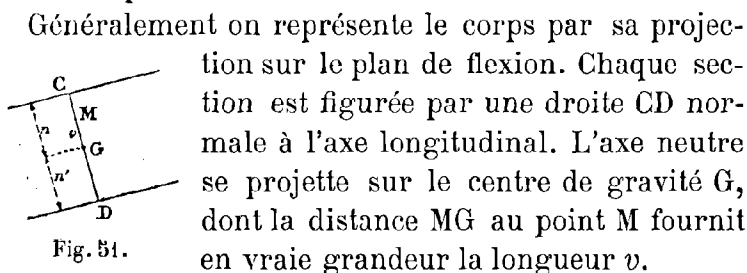 Généralement on représente le corps par sa projec-
tion sur le plan de flexion. Chaque sec-
tion est figurée par une droite CD nor-
male à l'axe longitudinal. L'axe neutre
se projette sur le centre de gravité G,
dont la distance MG au point M fournit
en vraie grandeur la longueur v.
C
M
n
v
G
n'
D
Fig. 51.